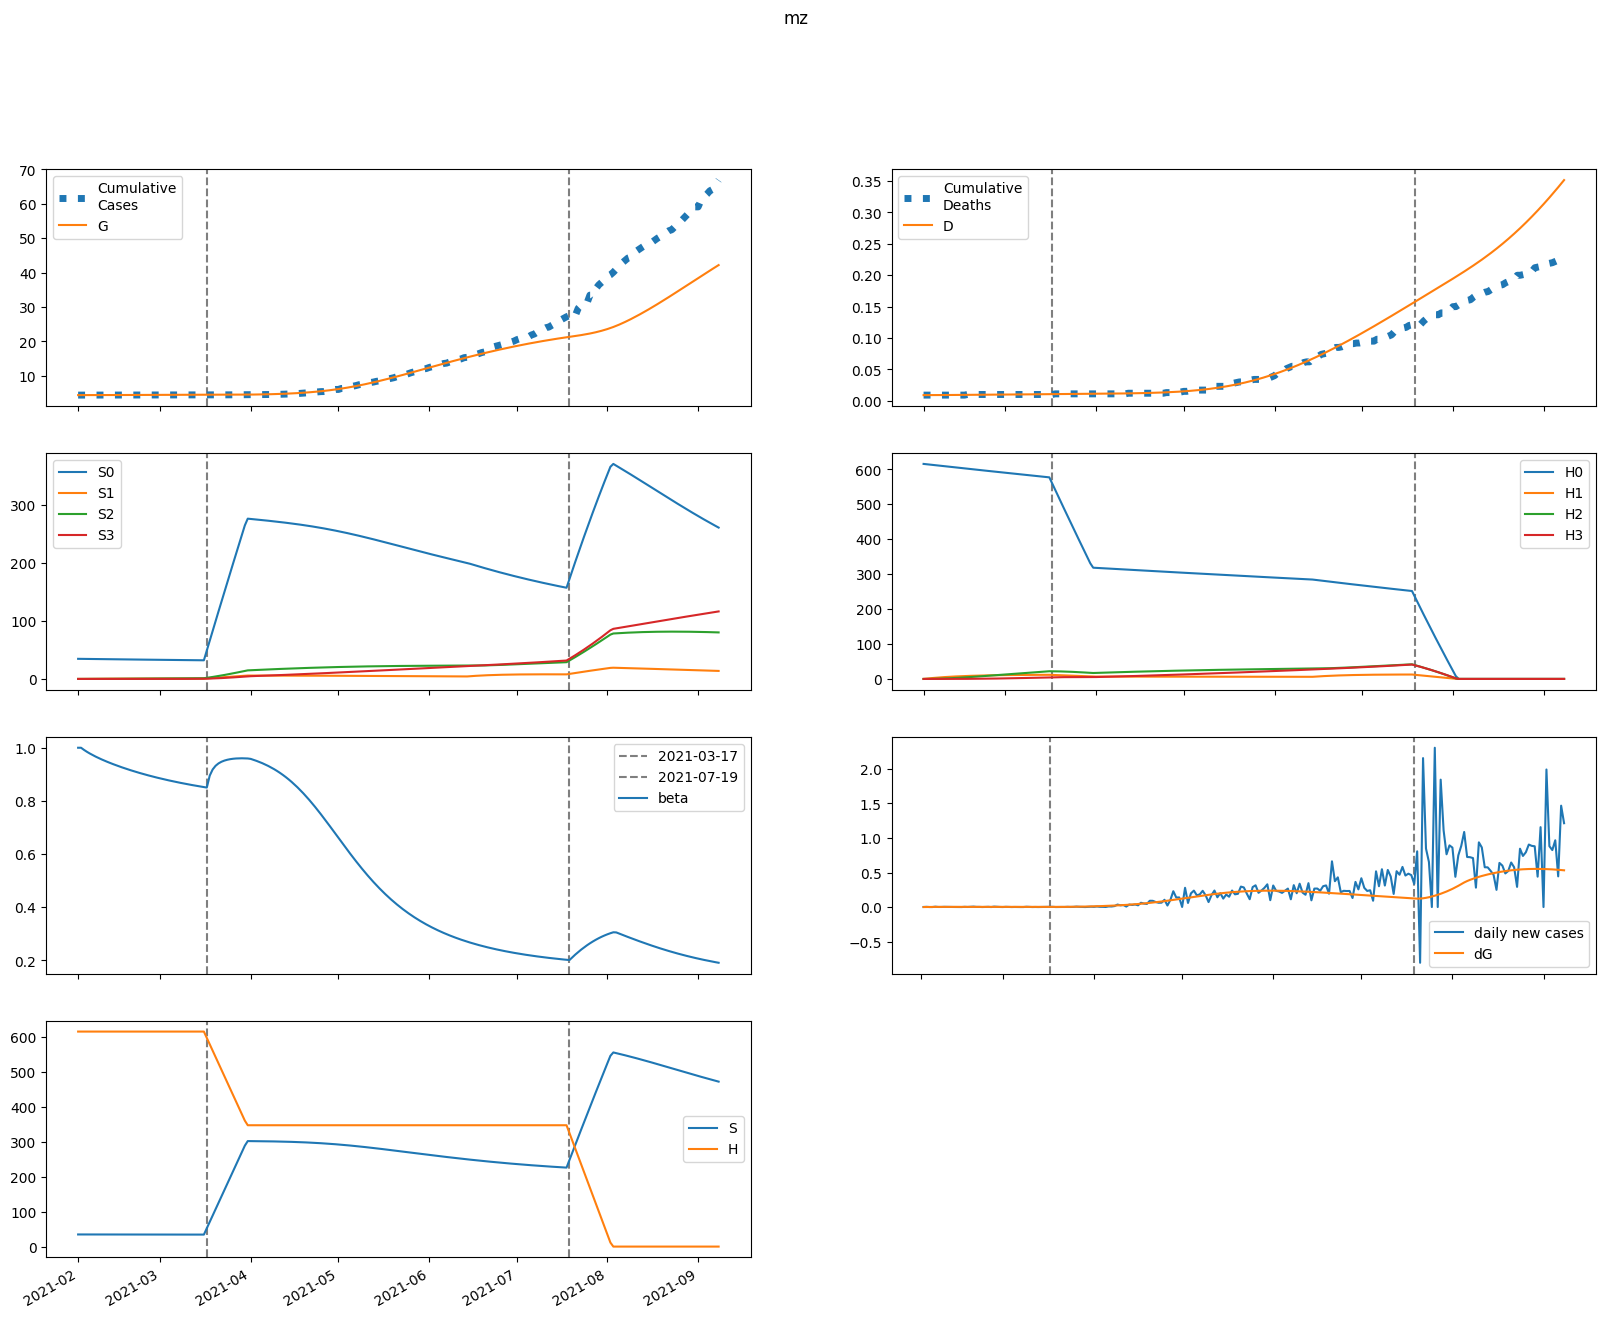 mz
70
60
50
40
30
20
10
Cumulative
Cases
G
0.35
0.30
0.25
0.20
0.15
0.10
0.05
0.00
Cumulative
Deaths
D
300
200
100
0
S0
S1
S2
S3
600
500
400
300
200
100
0
H0
H1
H2
H3
1.0
0.8
0.6
0.4
0.2
2021-03-17
2021-07-19
beta
2.0
1.5
1.0
0.5
0.0
−0.5
daily new cases
dG
600
500
400
300
200
100
0
S
H
2021-02
2021-03
2021-04
2021-05
2021-06
2021-07
2021-08
2021-09